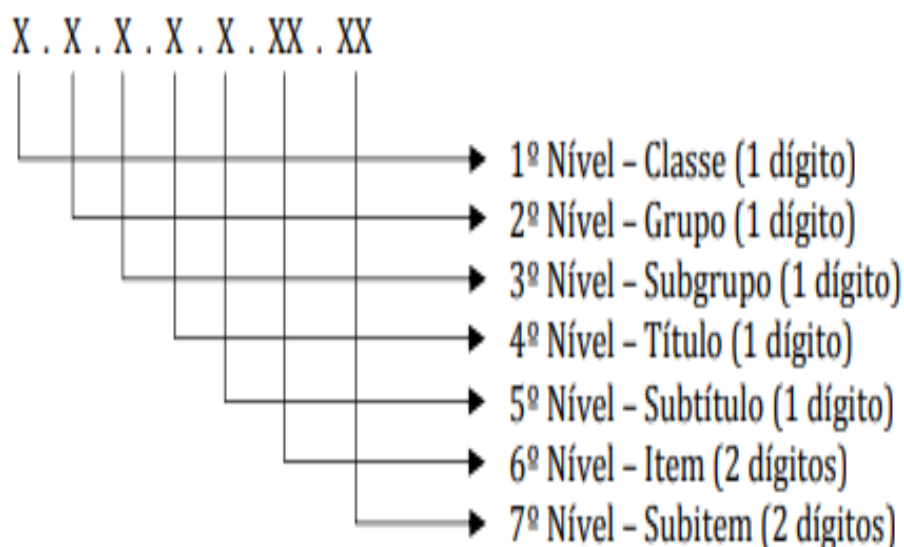 X . X . X . X . X . XX . XX
1º Nível – Classe (1 dígito)
2º Nível – Grupo (1 dígito)
3º Nível – Subgrupo (1 dígito)
4º Nível – Título (1 dígito)
5º Nível – Subtítulo (1 dígito)
6º Nível – Item (2 dígitos)
7º Nível – Subitem (2 dígitos)